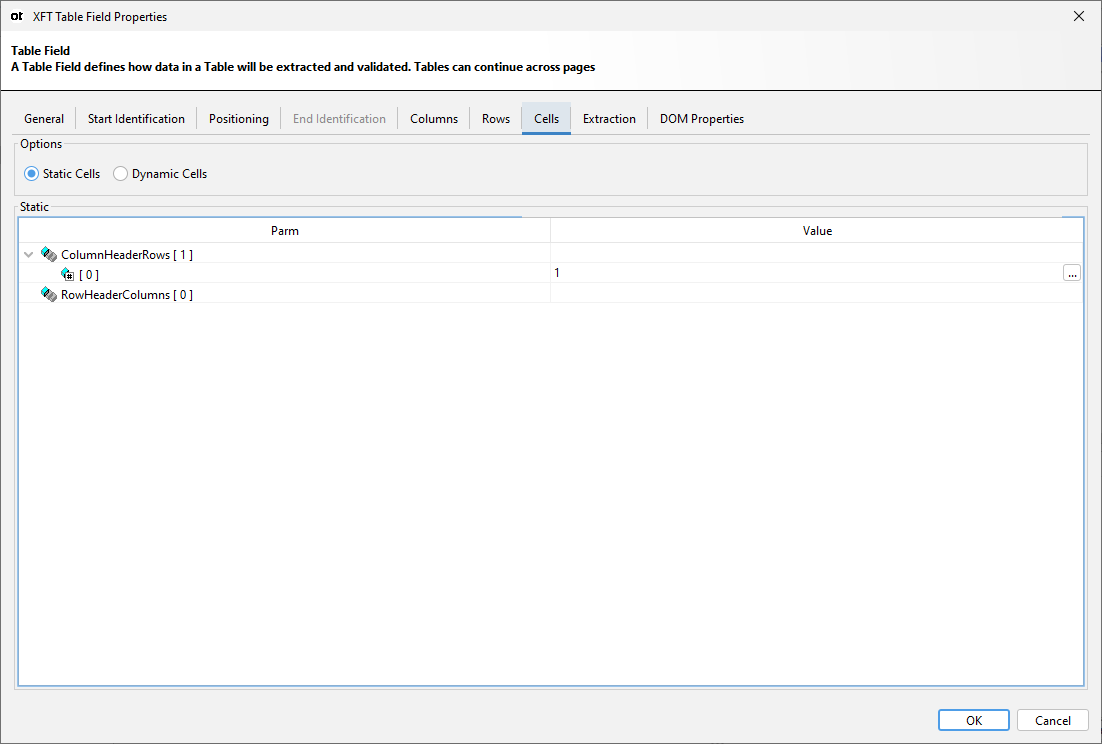 ot XFT Table Field Properties
Table Field
A Table Field defines how data in a Table will be extracted and validated. Tables can continue across pages
General Start Identification Positioning End Identification Columns Rows Cells Extraction DOM Properties
Options
Static Cells Dynamic Cells
Static
Parm Value
ColumnHeaderRows [ 1 ]
[ 0 ] 1 ...
RowHeaderColumns [ 0 ]
OK Cancel